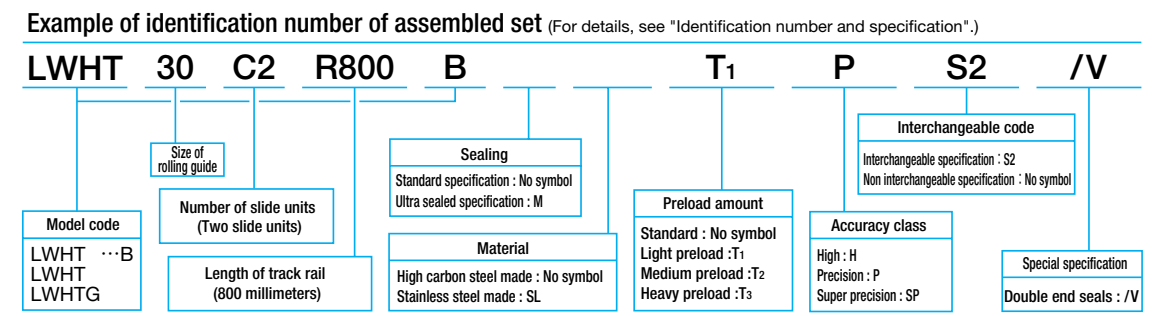 Example of identification number of assembled set (For details, see "Identification number and specification".)
LWHT 30 C2 R800 B T1 P S2 /V
Size of
rolling guide
Number of slide units
(Two slide units)
Model code
LWHT …B
LWHT
LWHTG
Length of track rail
(800 millimeters)
Sealing
Standard specification : No symbol
Ultra sealed specification : M
Material
High carbon steel made : No symbol
Stainless steel made : SL
Preload amount
Standard : No symbol
Light preload :T1
Medium preload :T2
Heavy preload :T3
Interchangeable code
Interchangeable specification : S2
Non interchangeable specification : No symbol
Accuracy class
High : H
Precision : P
Super precision : SP
Special specification
Double end seals : /V